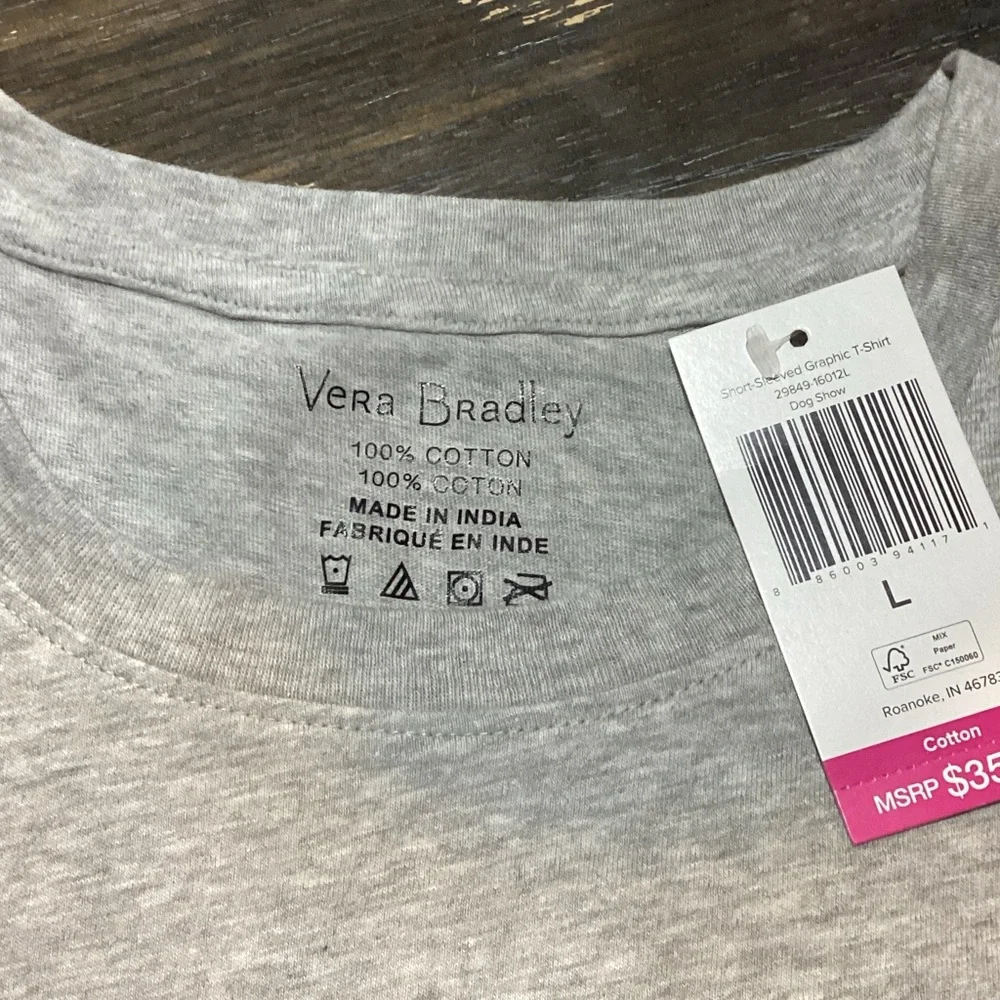 Vera Bradley
100% COTTON
100% COTON
MADE IN INDIA
FABRIQUÉ EN INDE
Short-Sleeved Graphic T-Shirt
29849-16012L
Dog Show
8 86003 94117 1
L
FSC
MIX
Paper
FSC® C150060
Roanoke, IN 46783
Cotton
MSRP $35